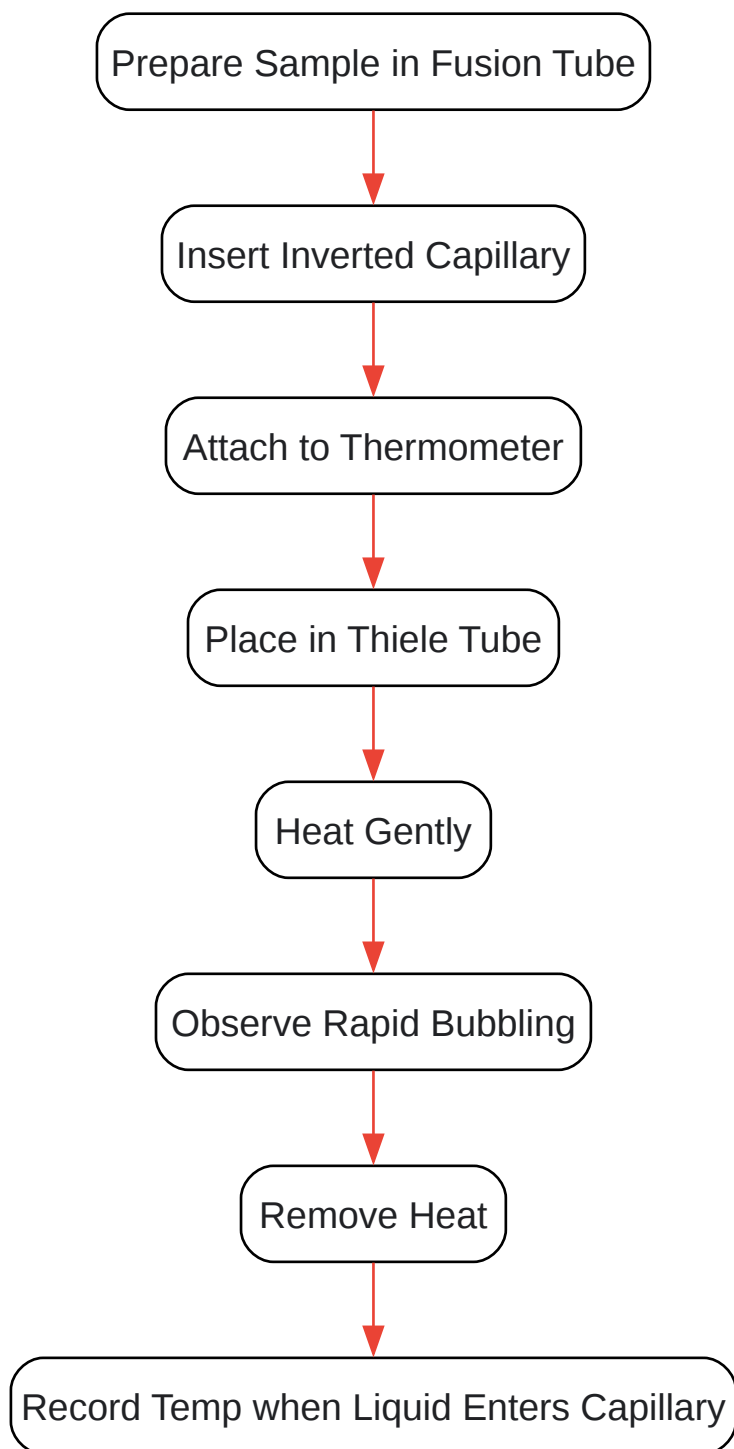 Prepare Sample in Fusion Tube
Insert Inverted Capillary
Attach to Thermometer
Place in Thiele Tube
Heat Gently
Observe Rapid Bubbling
Remove Heat
Record Temp when Liquid Enters Capillary